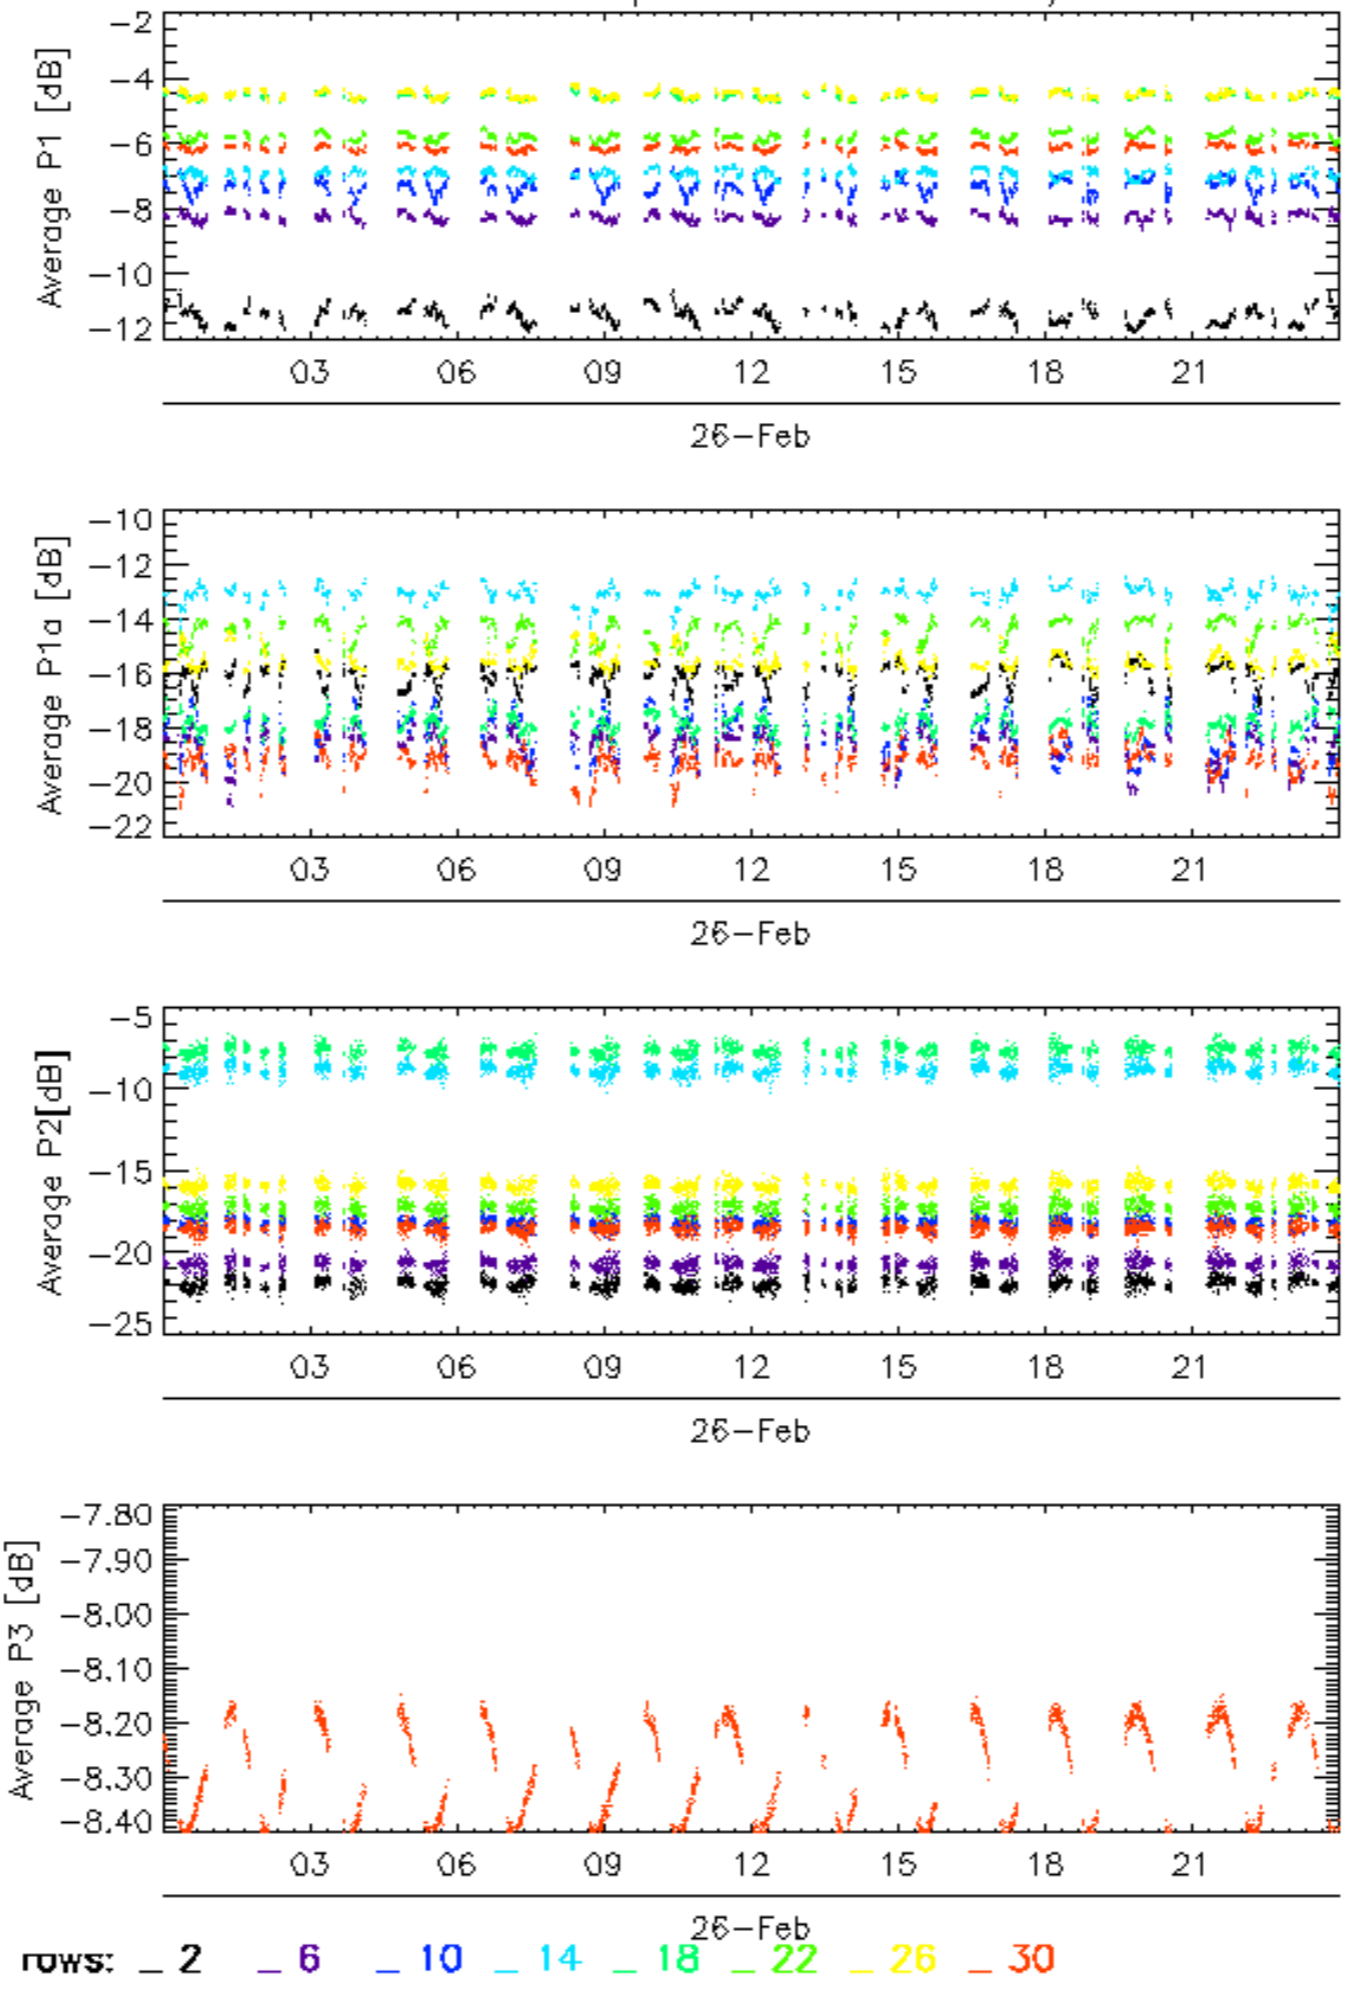 -2
-4
-6
-8
-10
-12
Average P1 [dB]
03 06 09 12 15 18 21
26-Feb
-10
-12
-14
-16
-18
-20
-22
Average P1a [dB]
03 06 09 12 15 18 21
26-Feb
-5
-10
-15
-20
-25
Average P2[dB]
03 06 09 12 15 18 21
26-Feb
-7.80
-7.90
-8.00
-8.10
-8.20
-8.30
-8.40
Average P3 [dB]
03 06 09 12 15 18 21
26-Feb
rows: _ 2 _ 6 _ 10 _ 14 _ 18 _ 22 _ 26 _ 30